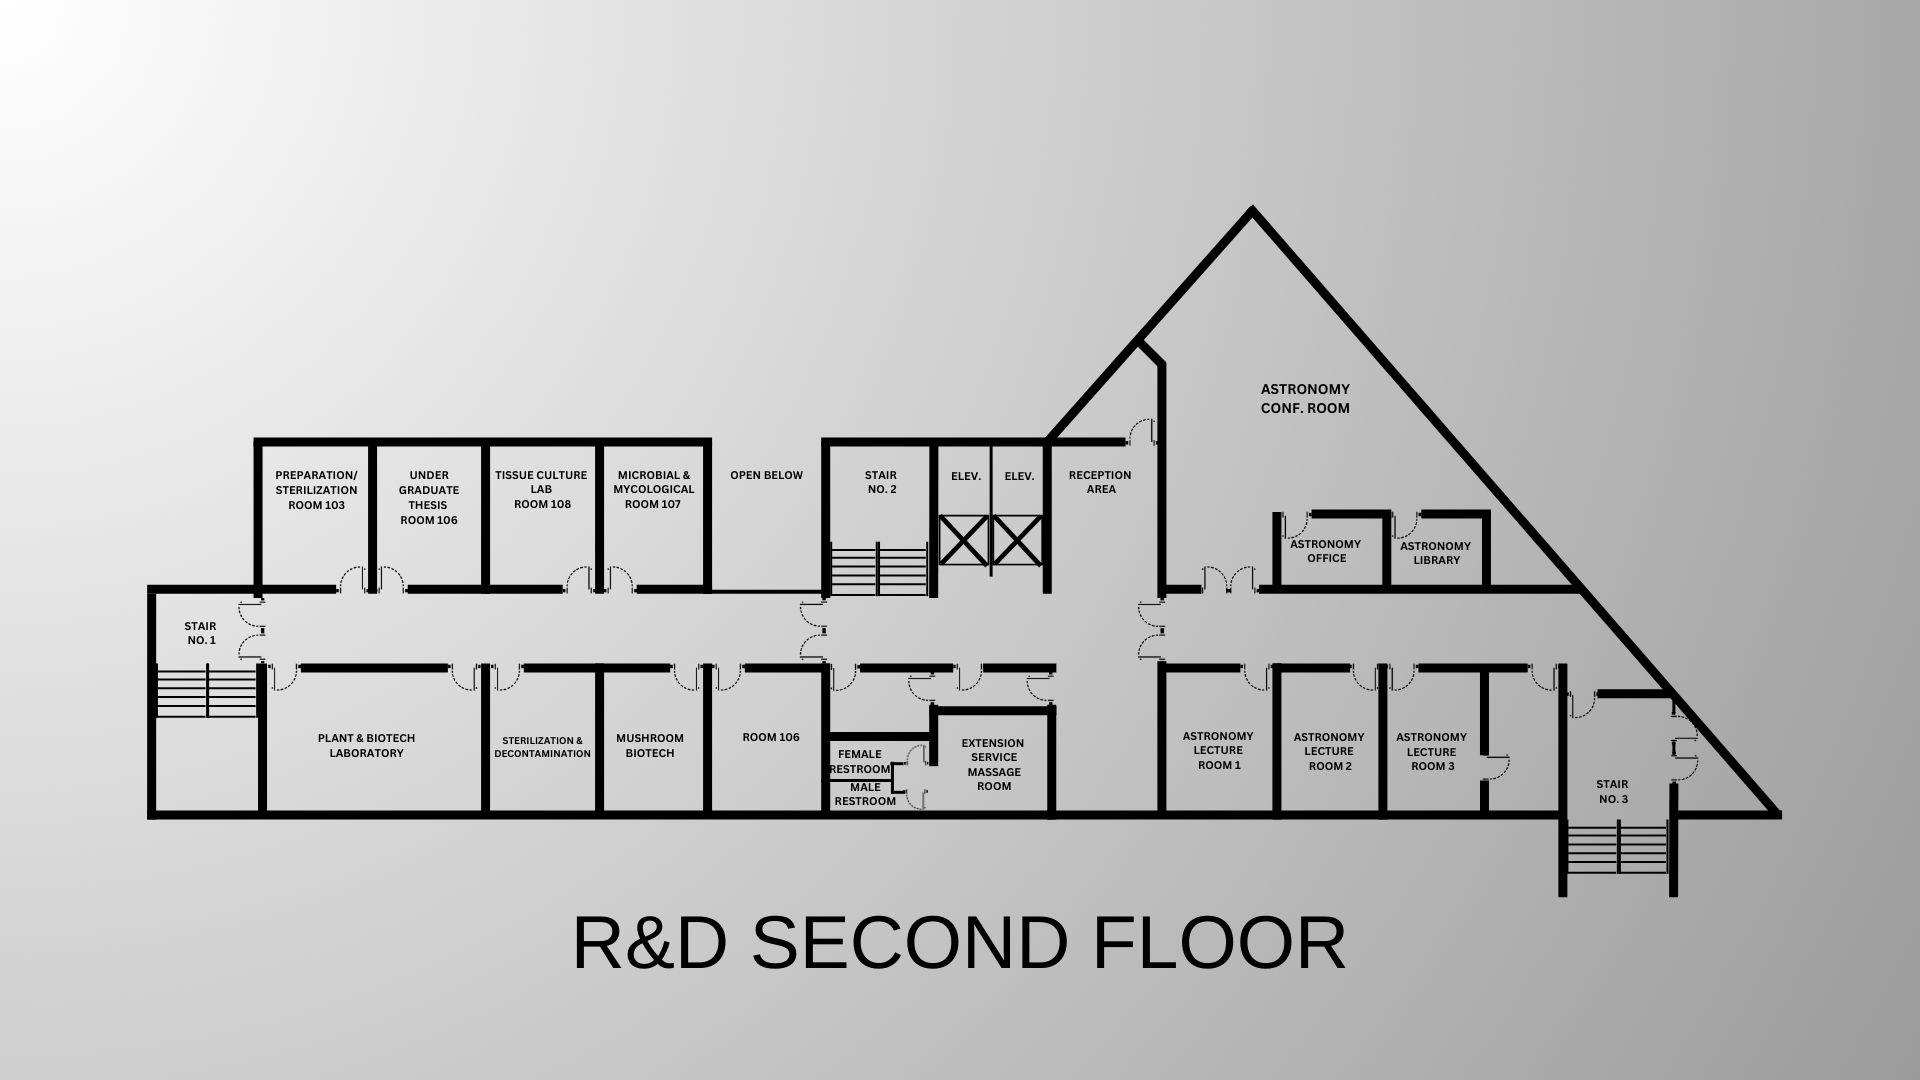 ASTRONOMY
CONF. ROOM
PREPARATION/
STERILIZATION
ROOM 103
UNDER
GRADUATE
THESIS
ROOM 106
TISSUE CULTURE
LAB
ROOM 108
MICROBIAL &
MYCOLOGICAL
ROOM 107
OPEN BELOW
STAIR
NO. 2
ELEV.
ELEV.
RECEPTION
AREA
ASTRONOMY
OFFICE
ASTRONOMY
LIBRARY
STAIR
NO. 1
PLANT & BIOTECH
LABORATORY
STERILIZATION &
DECONTAMINATION
MUSHROOM
BIOTECH
ROOM 106
FEMALE
RESTROOM
MALE
RESTROOM
EXTENSION
SERVICE
MASSAGE
ROOM
ASTRONOMY
LECTURE
ROOM 1
ASTRONOMY
LECTURE
ROOM 2
ASTRONOMY
LECTURE
ROOM 3
STAIR
NO. 3
R&D SECOND FLOOR